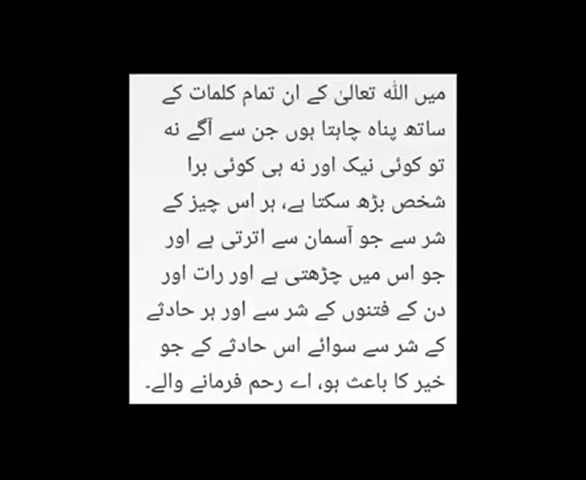 میں اللّٰه تعالیٰ کے ان تمام کلمات کے
ساتھ پناہ چاہتا ہوں جن سے آگے نہ
تو کوئی نیک اور نہ ہی کوئی برا
شخص بڑھ سکتا ہے، ہر اس چیز کے
شر سے جو آسمان سے اترتی ہے اور
جو اس میں چڑھتی ہے اور رات اور
دن کے فتنوں کے شر سے اور ہر حادثے
کے شر سے سوائے اس حادثے کے جو
خیر کا باعث ہو، اے رحم فرمانے والے۔